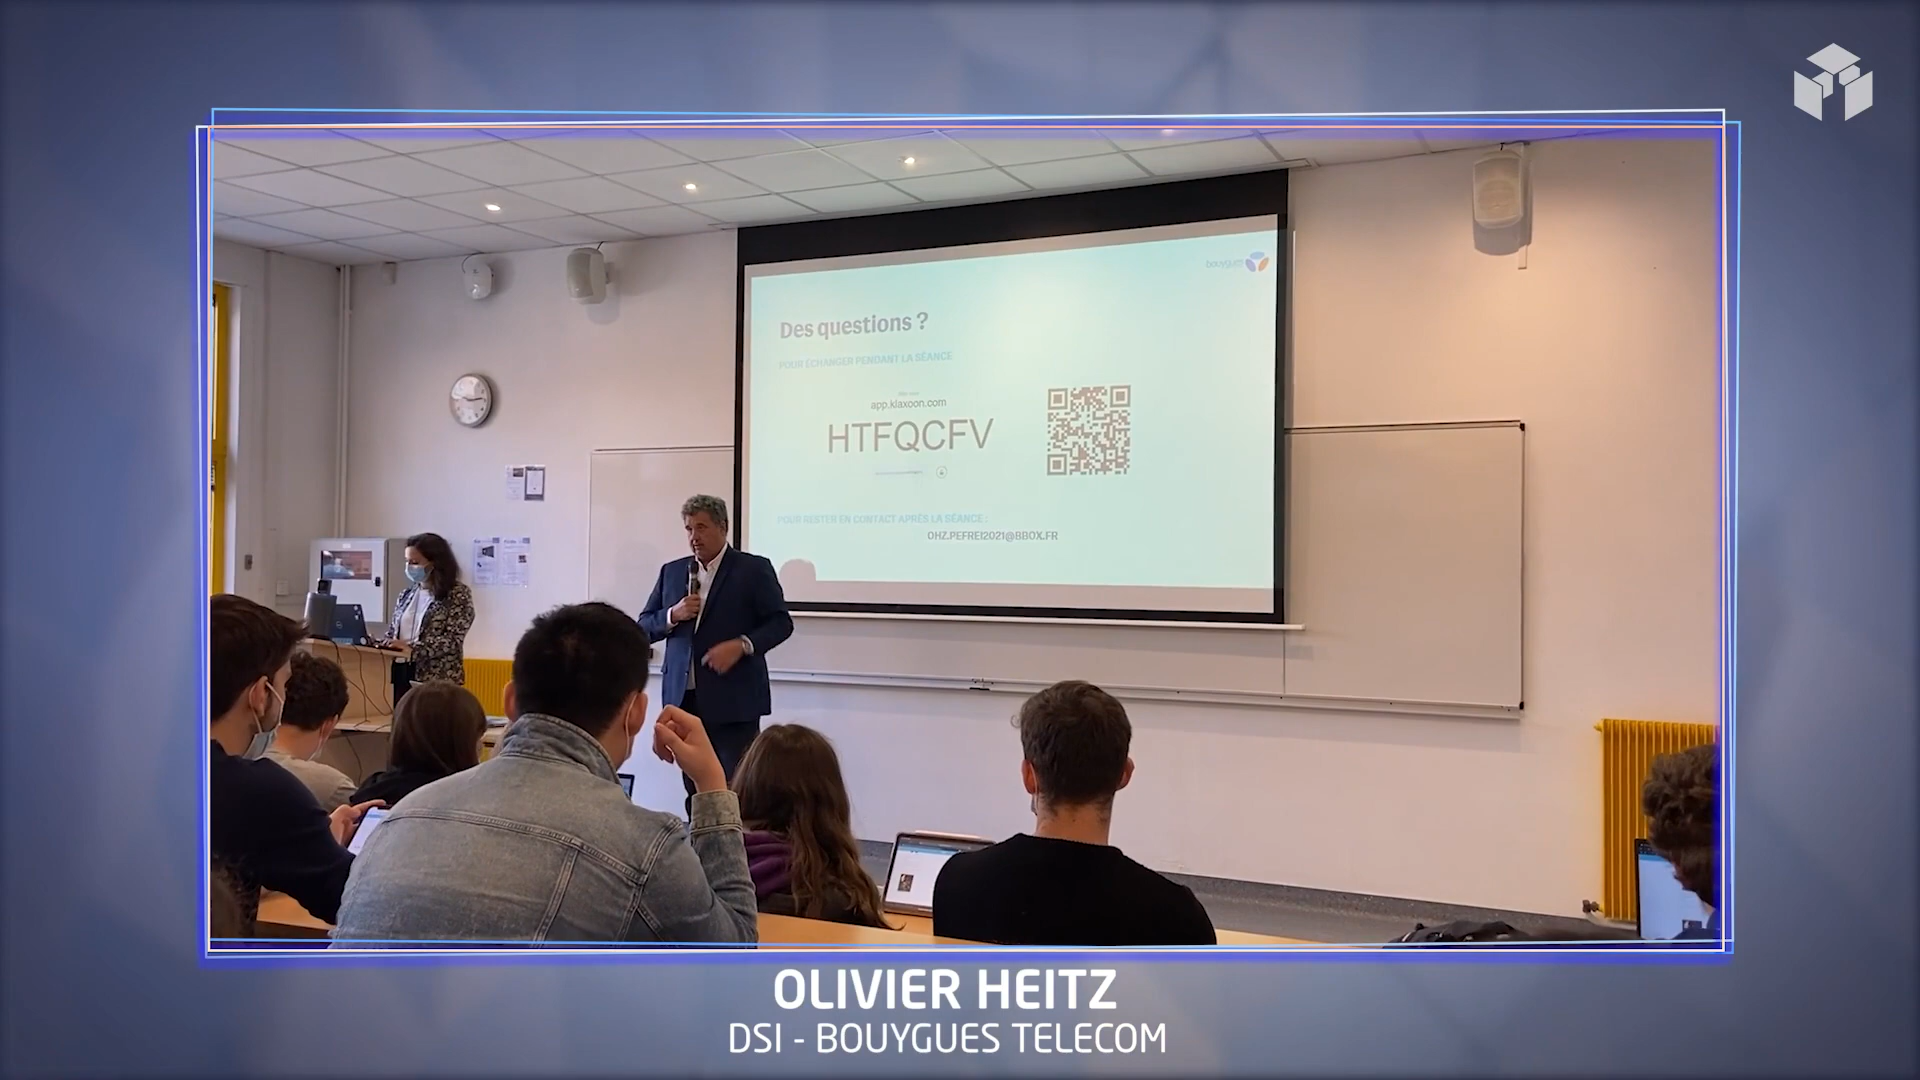 bouygues
Des questions ?
POUR ÉCHANGER PENDANT LA SÉANCE
app.klaxoon.com
HTFQCFV
POUR RESTER EN CONTACT APRÈS LA SÉANCE :
OHZ.PEFREI2021@BBOX.FR
OLIVIER HEITZ
DSI - BOUYGUES TELECOM